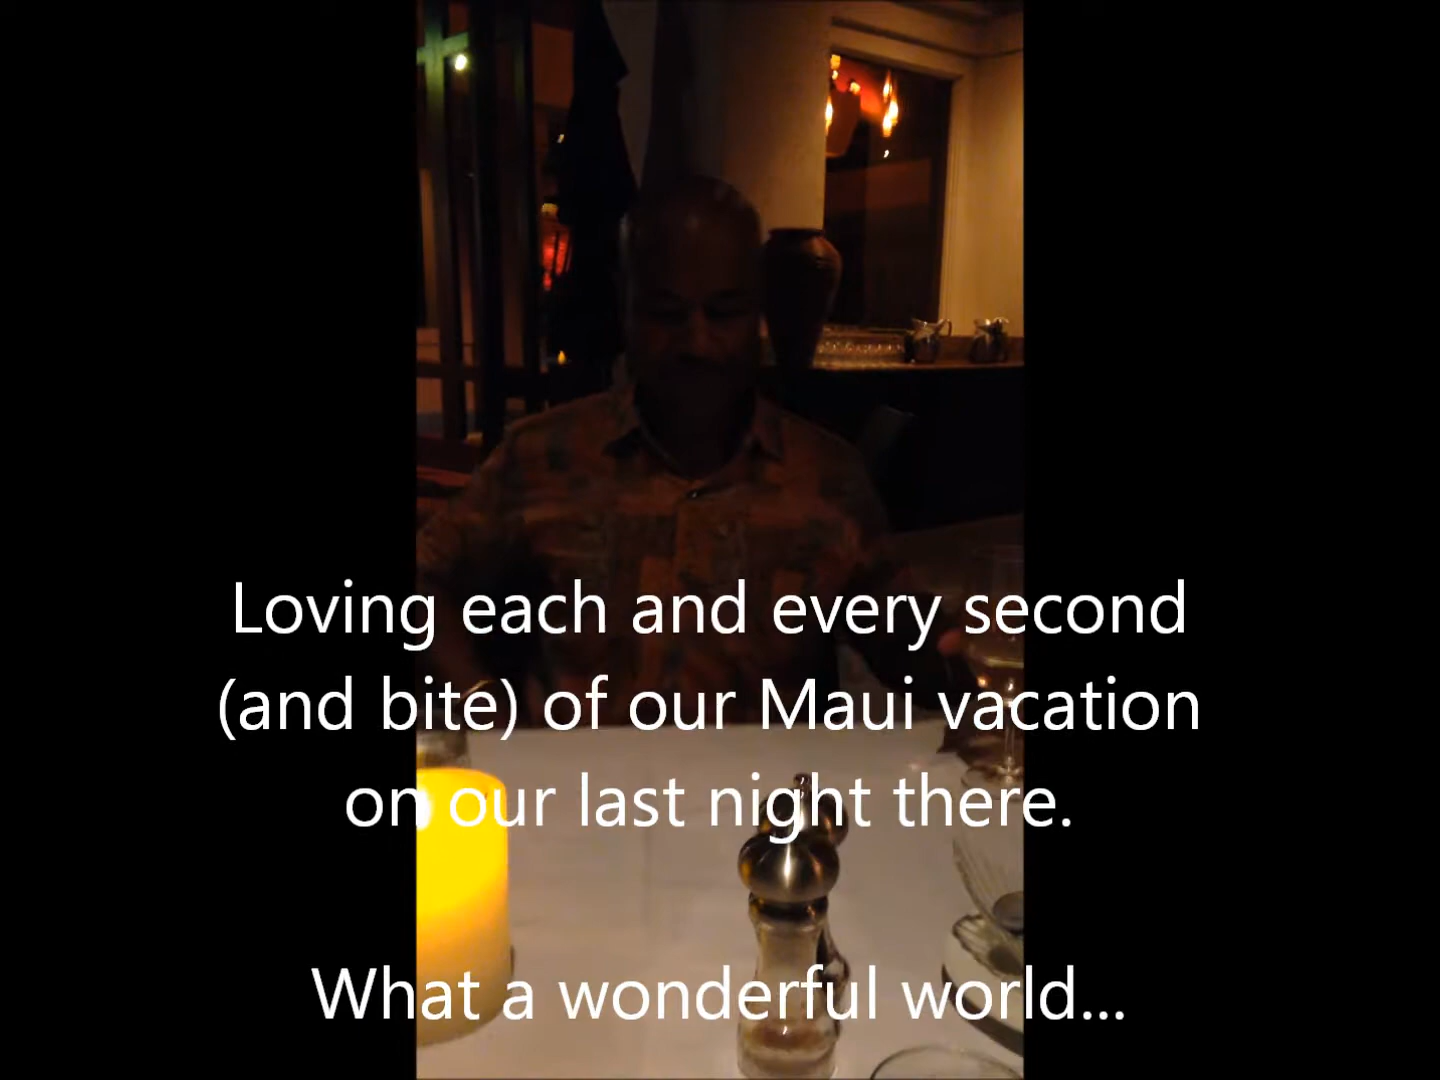 Loving each and every second
(and bite) of our Maui vacation
on our last night there.
What a wonderful world...